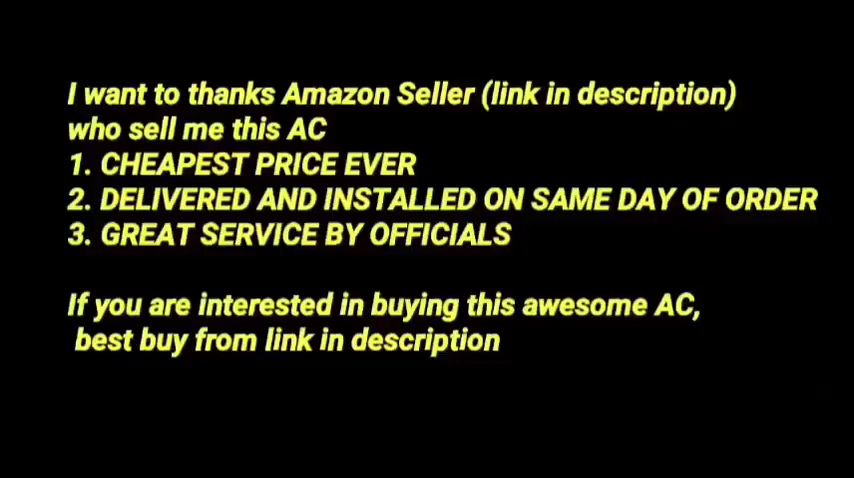 I want to thanks Amazon Seller (link in description)
who sell me this AC
1. CHEAPEST PRICE EVER
2. DELIVERED AND INSTALLED ON SAME DAY OF ORDER
3. GREAT SERVICE BY OFFICIALS
If you are interested in buying this awesome AC,
best buy from link in description